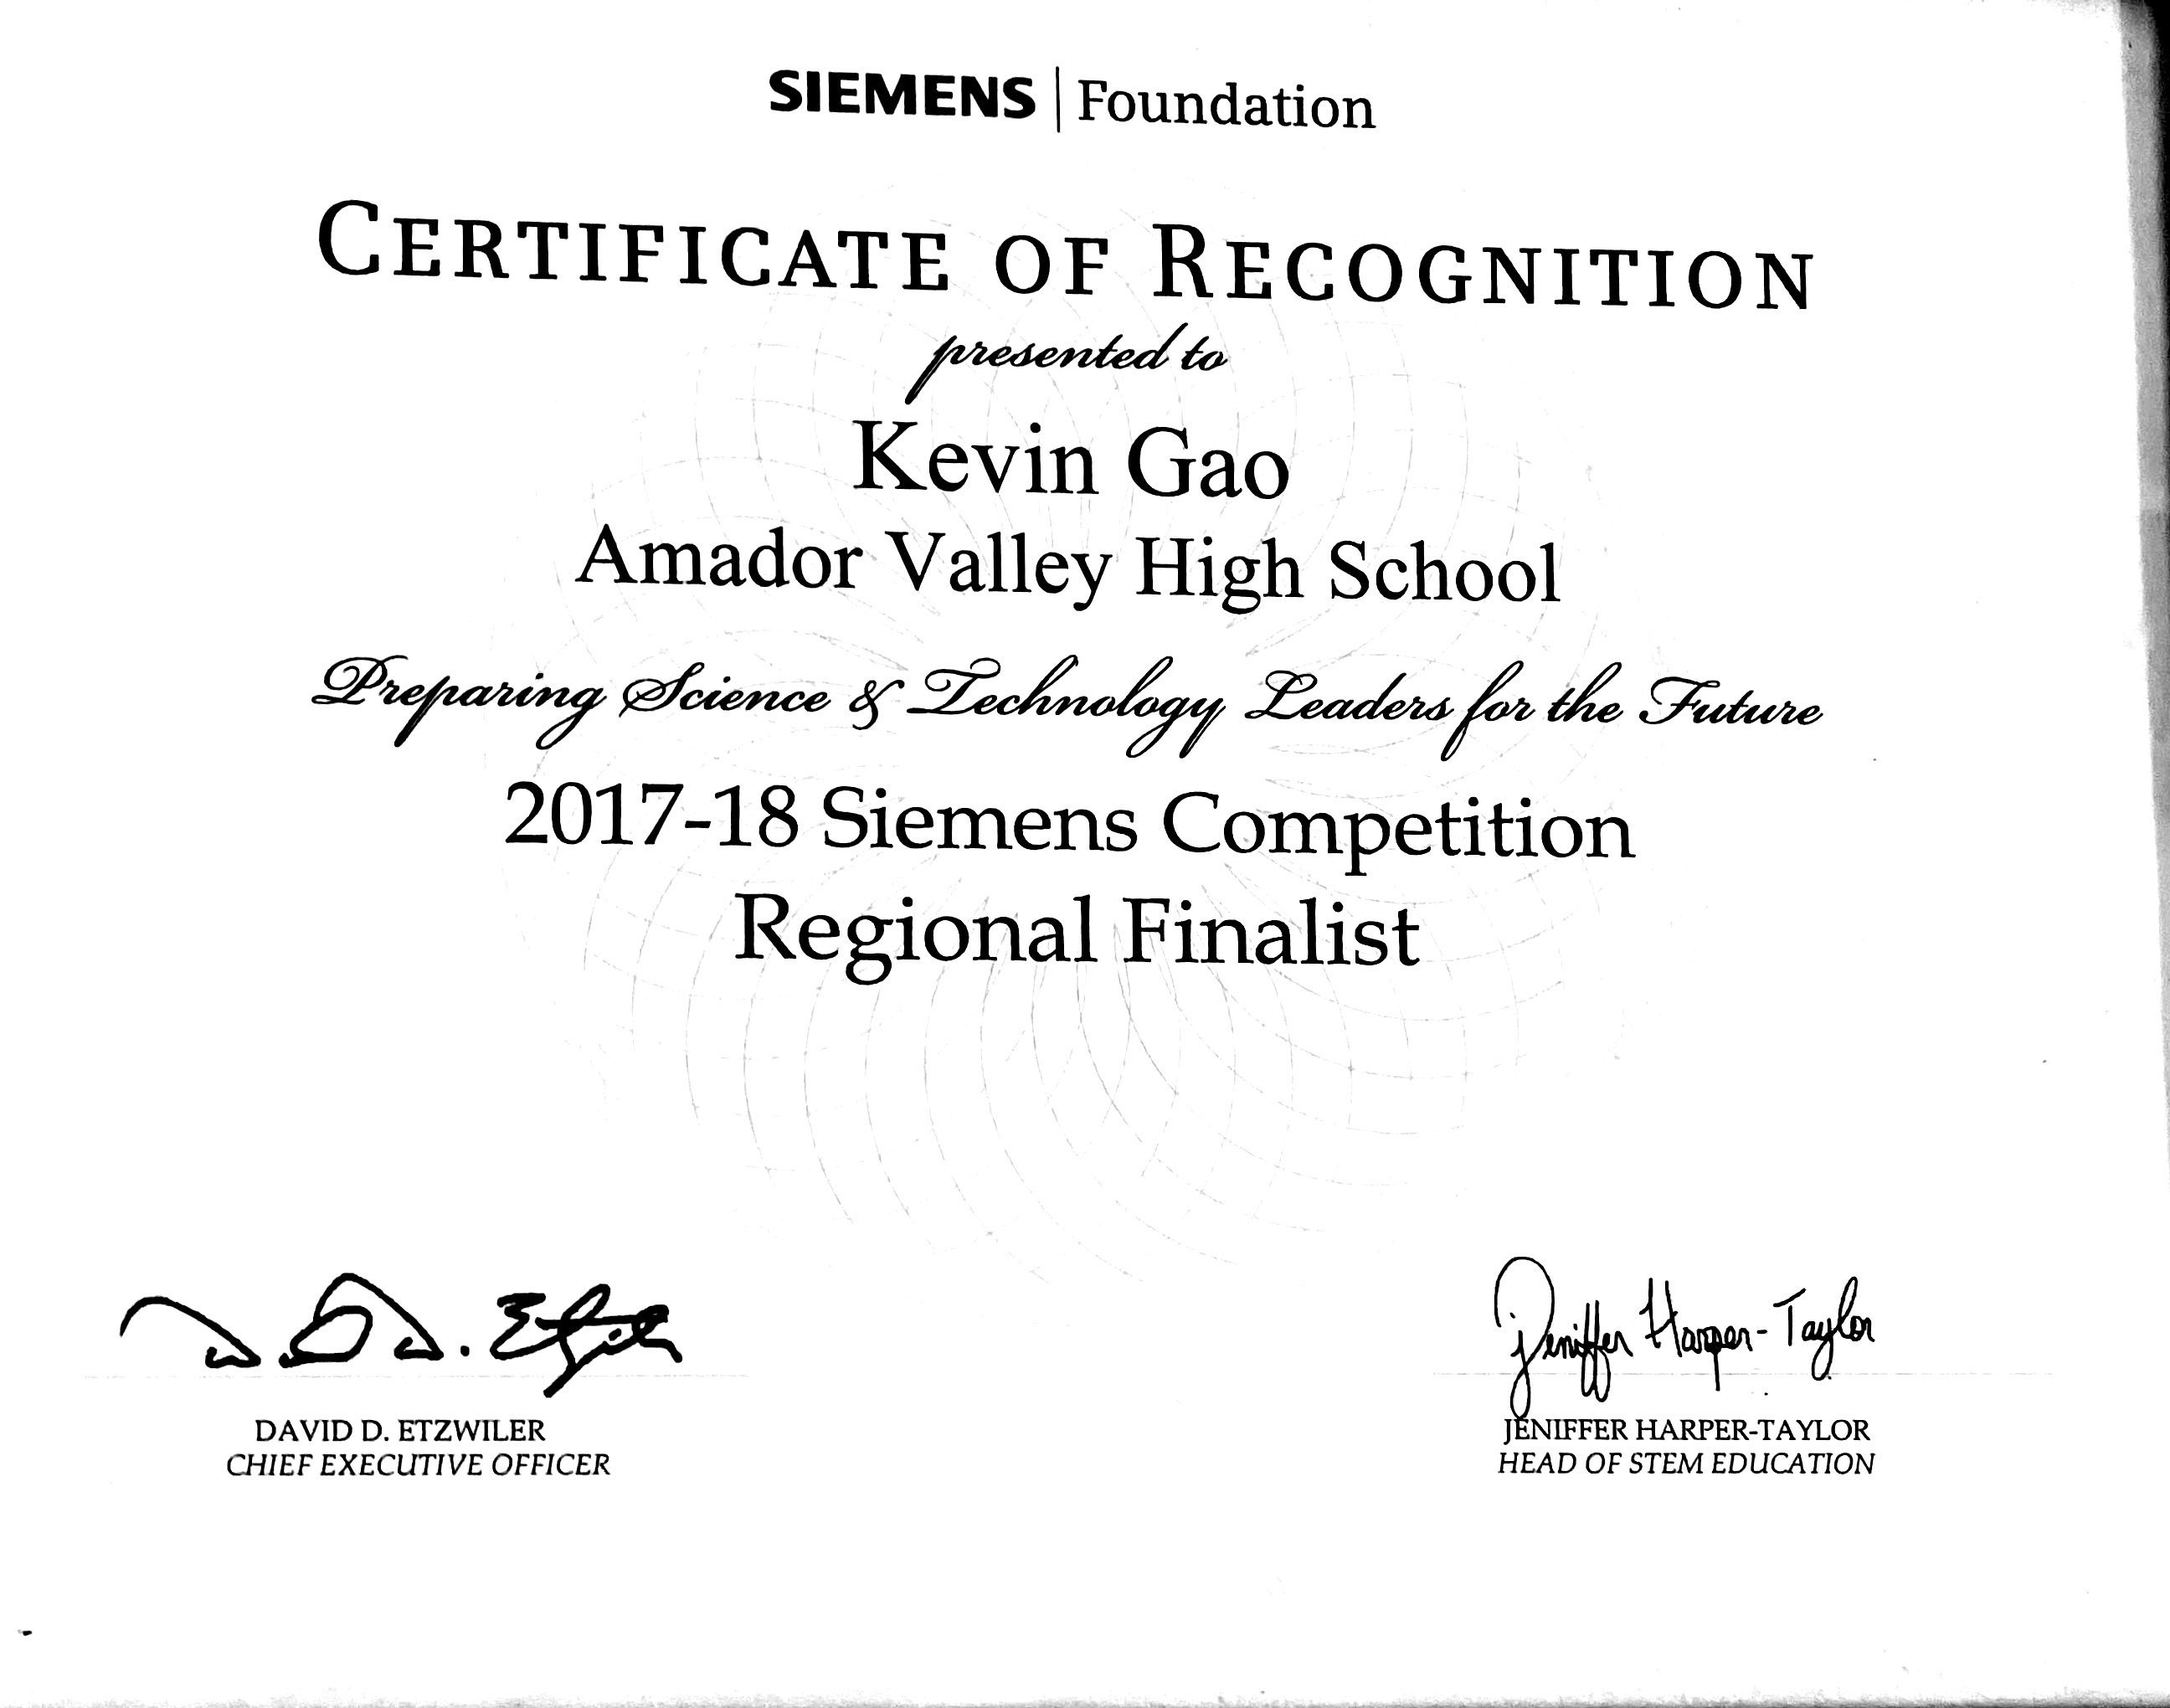 SIEMENS | Foundation
CERTIFICATE OF RECOGNITION
presented to
Kevin Gao
Amador Valley High School
Preparing Science & Technology Leaders for the Future
2017-18 Siemens Competition
Regional Finalist
D. D. Etzwiler
DAVID D. ETZWILER
CHIEF EXECUTIVE OFFICER
Jeniffer Harper-Taylor
JENIFFER HARPER-TAYLOR
HEAD OF STEM EDUCATION